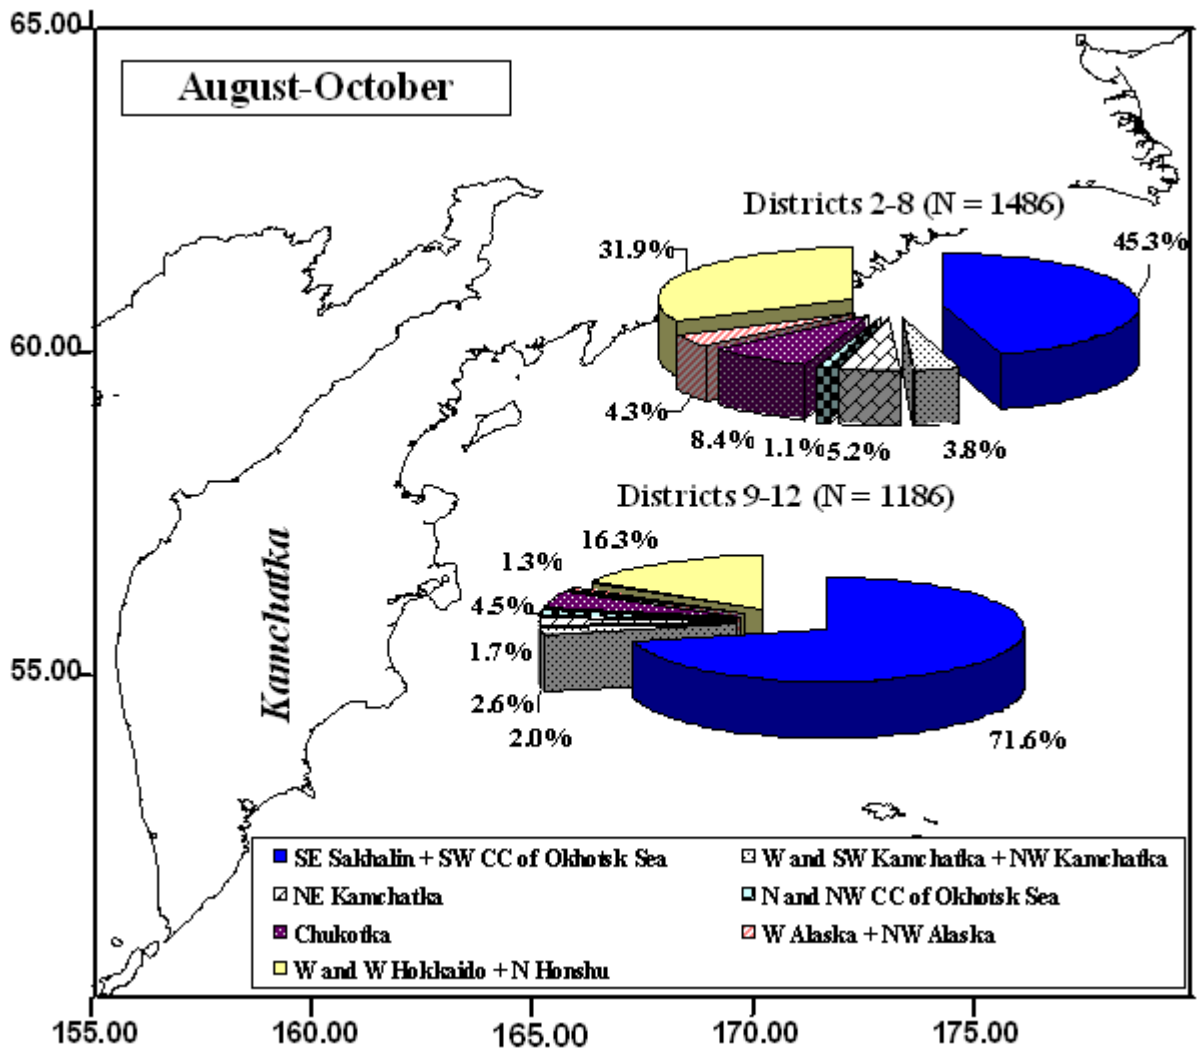 65.00
August-October
Districts 2-8 (N = 1486)
31.9%
45.3%
60.00
4.3%
8.4%
1.1%
5.2%
3.8%
Districts 9-12 (N = 1186)
16.3%
1.3%
4.5%
Kamchatka
55.00
1.7%
2.6%
2.0%
71.6%
SE Sakhalin + SW CC of Okhotsk Sea
W and SW Kamchatka + NW Kamchatka
NE Kamchatka
N and NW CC of Okhotsk Sea
Chukotka
W Alaska + NW Alaska
W and W Hokkaido + N Honshu
155.00
160.00
165.00
170.00
175.00